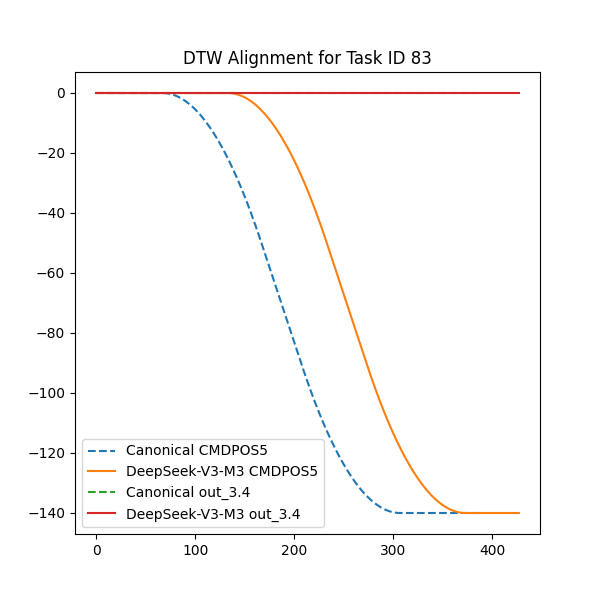 DTW Alignment for Task ID 83
0
−20
−40
−60
−80
−100
−120
−140
Canonical CMDPOS5
DeepSeek-V3-M3 CMDPOS5
Canonical out_3.4
DeepSeek-V3-M3 out_3.4
0 100 200 300 400